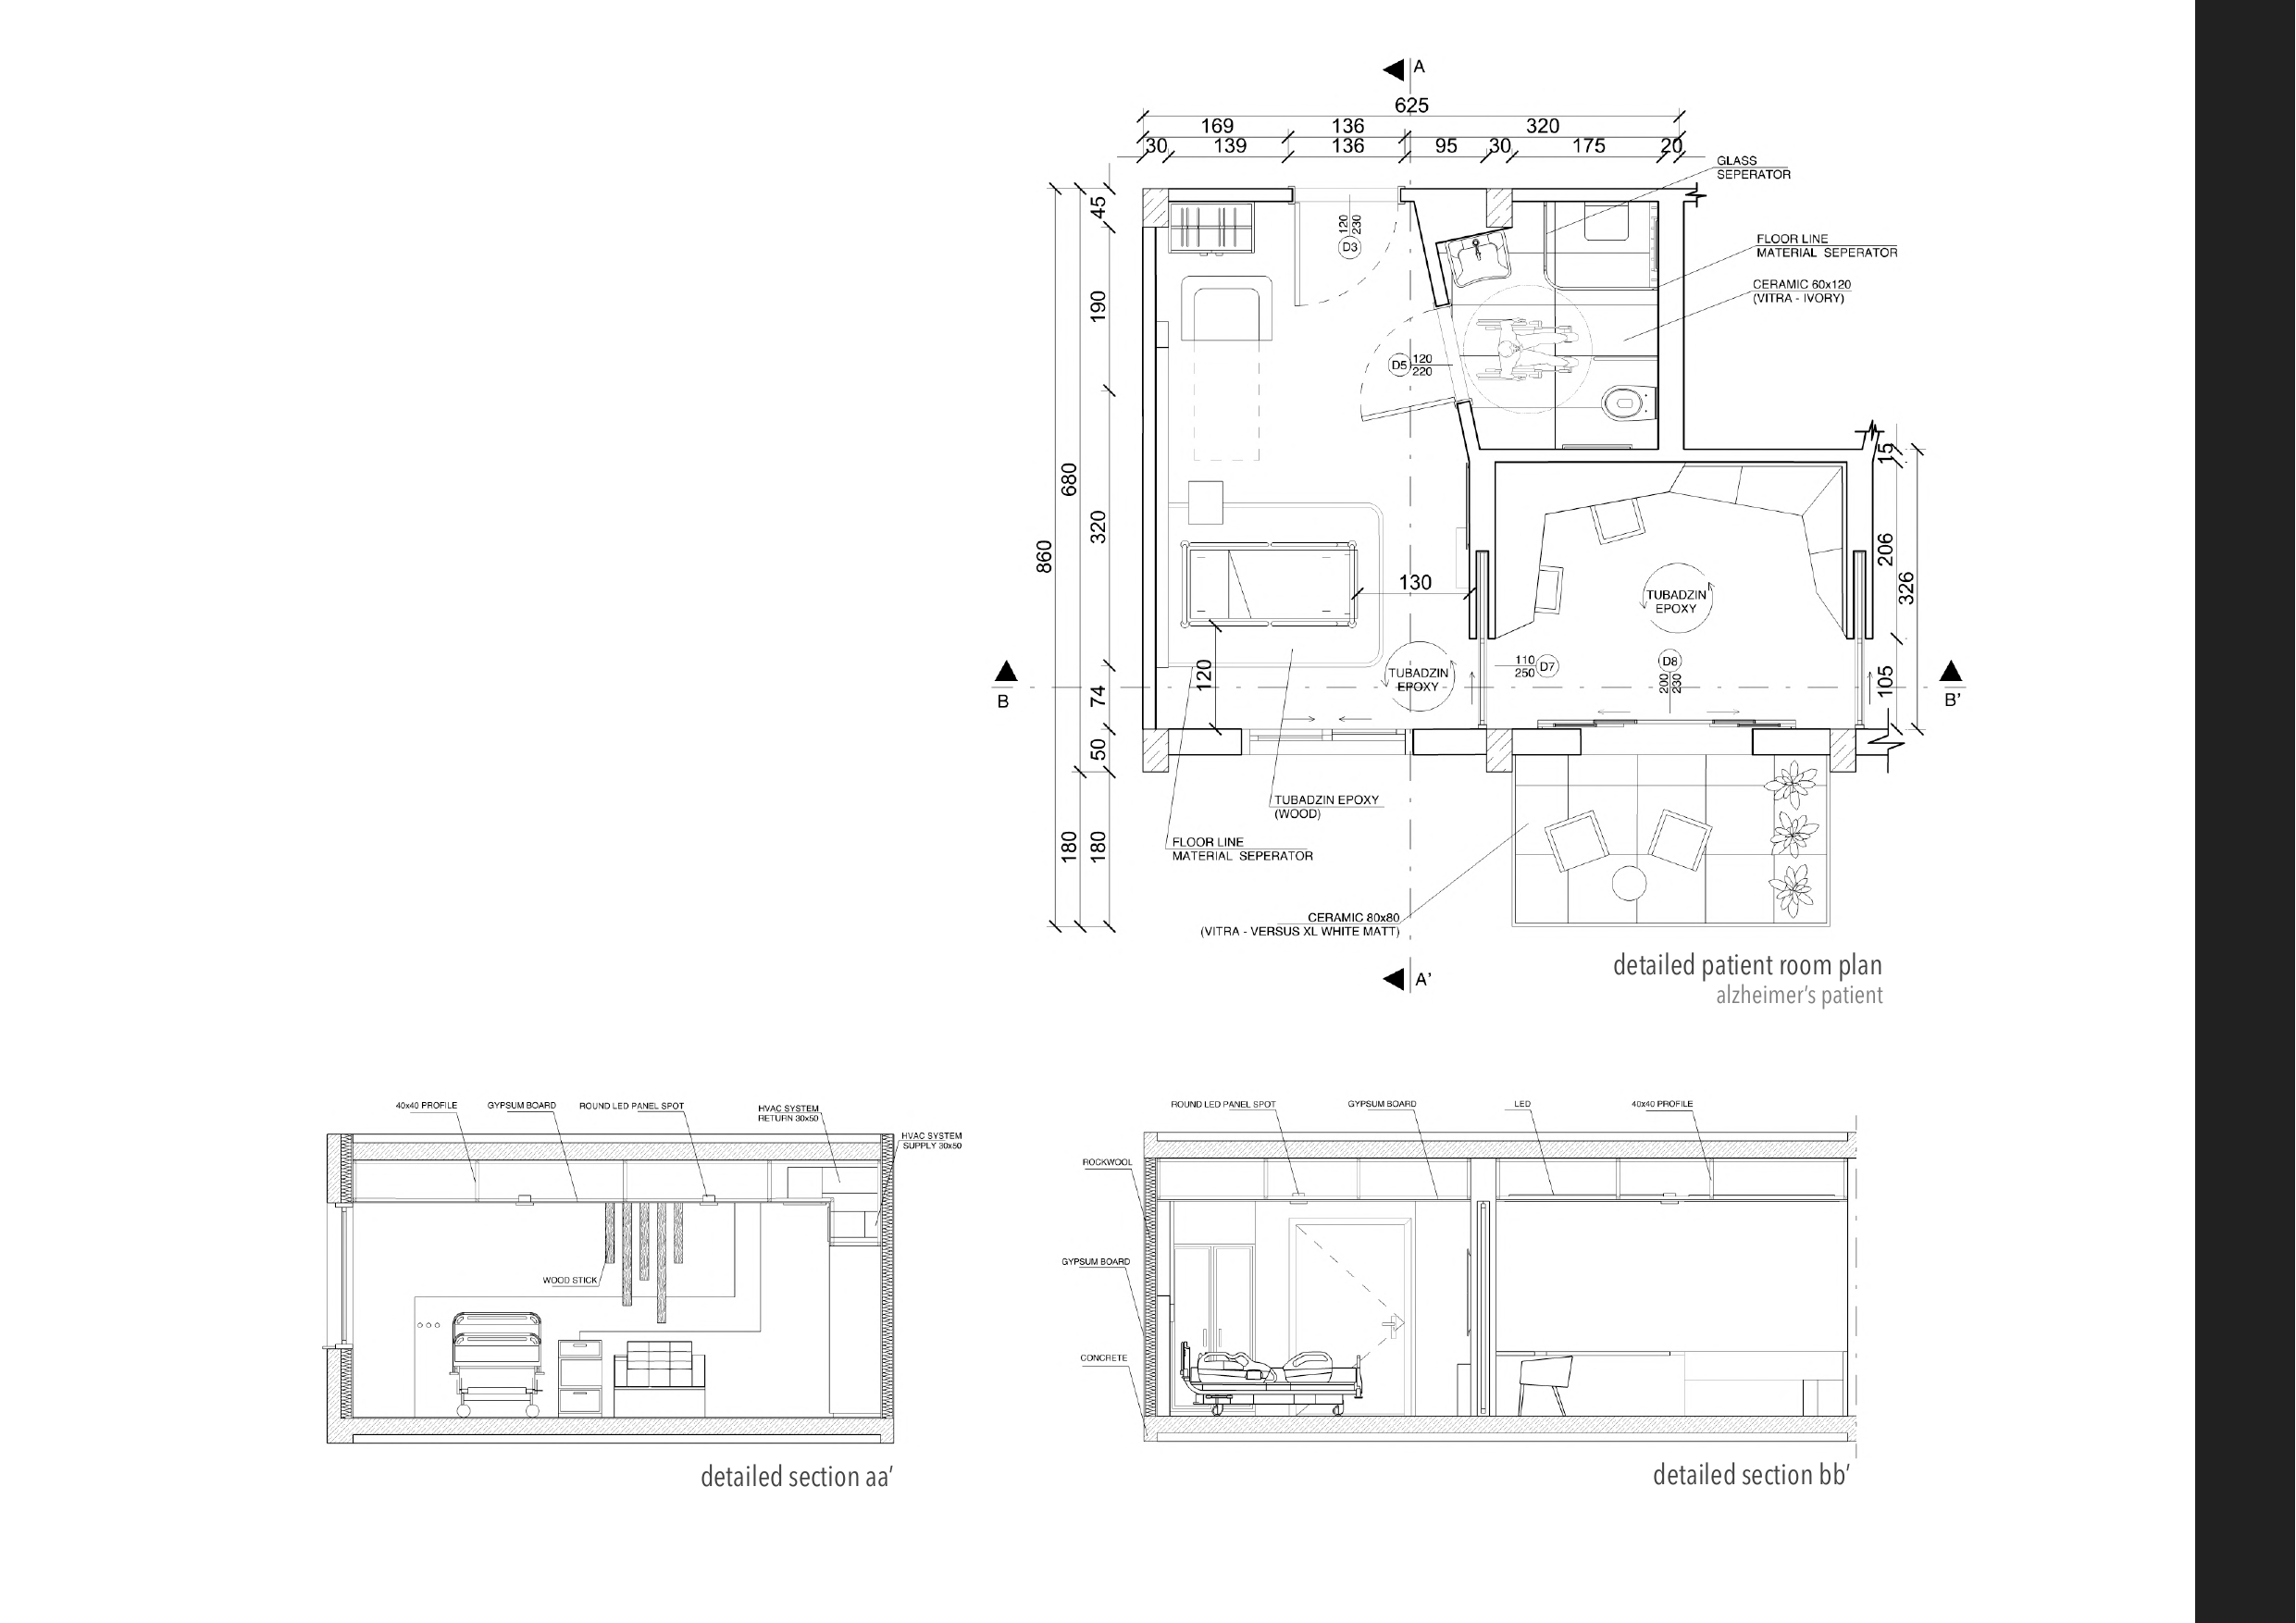 A
625
169 136 320
30 139 136 95 30 175 20
GLASS
SEPERATOR
45
120
230
D3
FLOOR LINE
MATERIAL SEPERATOR
CERAMIC 60x120
(VITRA - IVORY)
190
D5
120
220
15
680
320
860
206
326
130
TUBADZIN
EPOXY
120
TUBADZIN
EPOXY
110
250
D7
D8
200
230
74
105
B
B'
50
TUBADZIN EPOXY
(WOOD)
FLOOR LINE
MATERIAL SEPERATOR
180
180
CERAMIC 80x80
(VITRA - VERSUS XL WHITE MATT)
A'
detailed patient room plan
alzheimer's patient
40x40 PROFILE
GYPSUM BOARD
ROUND LED PANEL SPOT
HVAC SYSTEM
RETURN 30x50
HVAC SYSTEM
SUPPLY 30x50
WOOD STICK
detailed section aa'
ROUND LED PANEL SPOT
GYPSUM BOARD
LED
40x40 PROFILE
ROCKWOOL
GYPSUM BOARD
CONCRETE
detailed section bb'